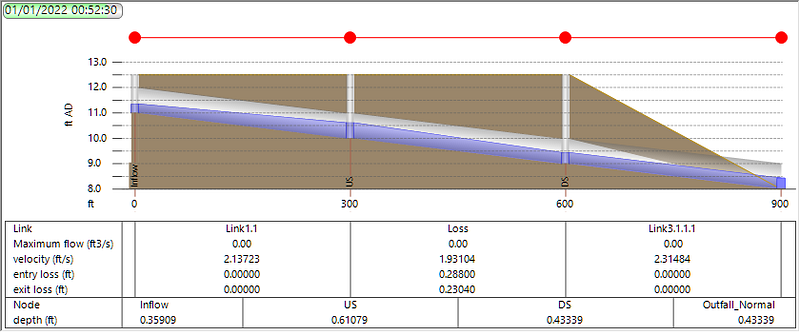 01/01/2022 00:52:30
13.0
12.0
11.0
10.0
9.0
8.0
ft AD
Inflow
US
DS
ft 0 300 600 900
Link Link1.1 Loss Link3.1.1.1
Maximum flow (ft3/s) 0.00 0.00 0.00
velocity (ft/s) 2.13723 1.93104 2.31484
entry loss (ft) 0.00000 0.28800 0.00000
exit loss (ft) 0.00000 0.23040 0.00000
Node Inflow US DS Outfall_Normal
depth (ft) 0.35909 0.61079 0.43339 0.43339